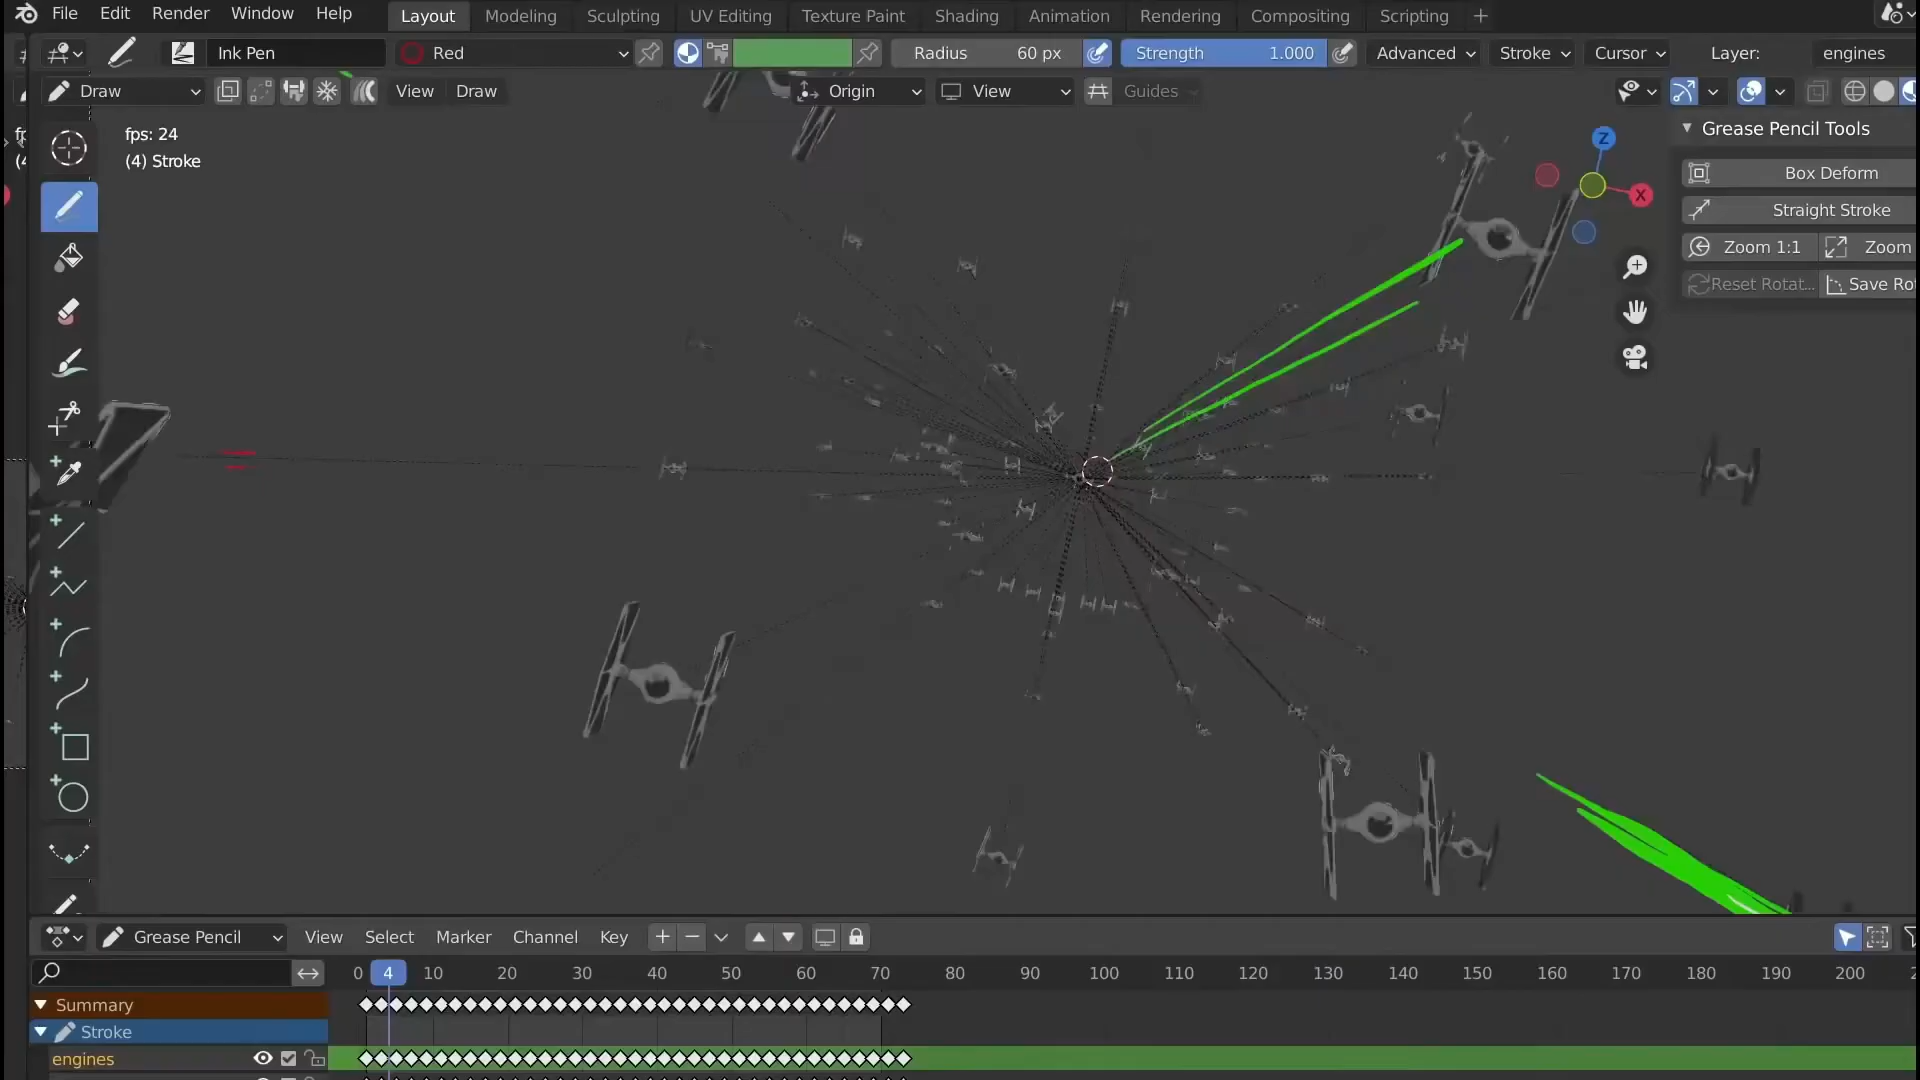 File Edit Render Window Help Layout Modeling Sculpting UV Editing Texture Paint Shading Animation Rendering Compositing Scripting +
Ink Pen Red Radius 60 px Strength 1.000 Advanced Stroke Cursor Layer: engines
Draw View Draw Origin View Guides
fps: 24
(4) Stroke
Z
X
Grease Pencil Tools
Box Deform
Straight Stroke
Zoom 1:1 Zoom
Reset Rotat... Save Ro
Grease Pencil View Select Marker Channel Key
0 4 10 20 30 40 50 60 70 80 90 100 110 120 130 140 150 160 170 180 190 200
Summary
Stroke
engines